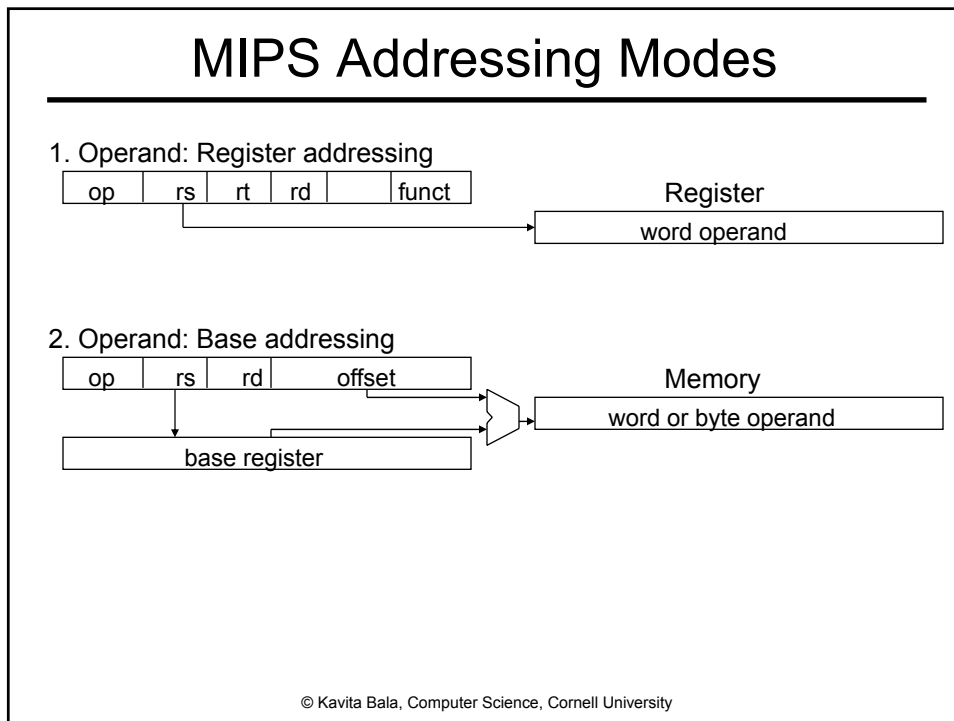 MIPS Addressing Modes
1. Operand: Register addressing
op rs rt rd funct
Register
word operand
2. Operand: Base addressing
op rs rd offset
Memory
word or byte operand
base register
© Kavita Bala, Computer Science, Cornell University